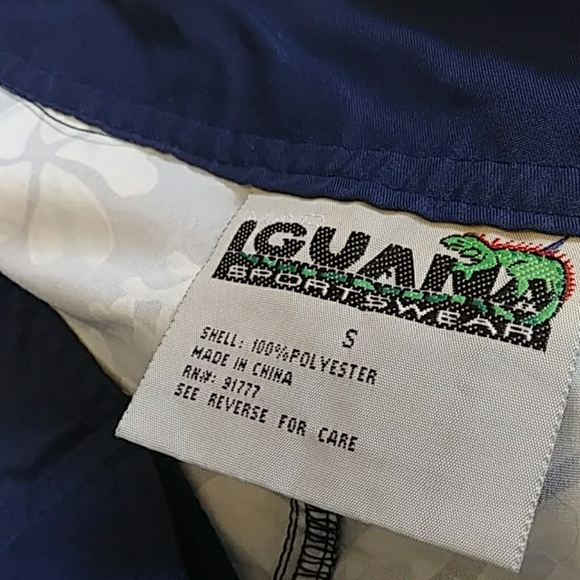 IGUANA
SPORTSWEAR
S
SHELL: 100%POLYESTER
MADE IN CHINA
RN#: 91777
SEE REVERSE FOR CARE